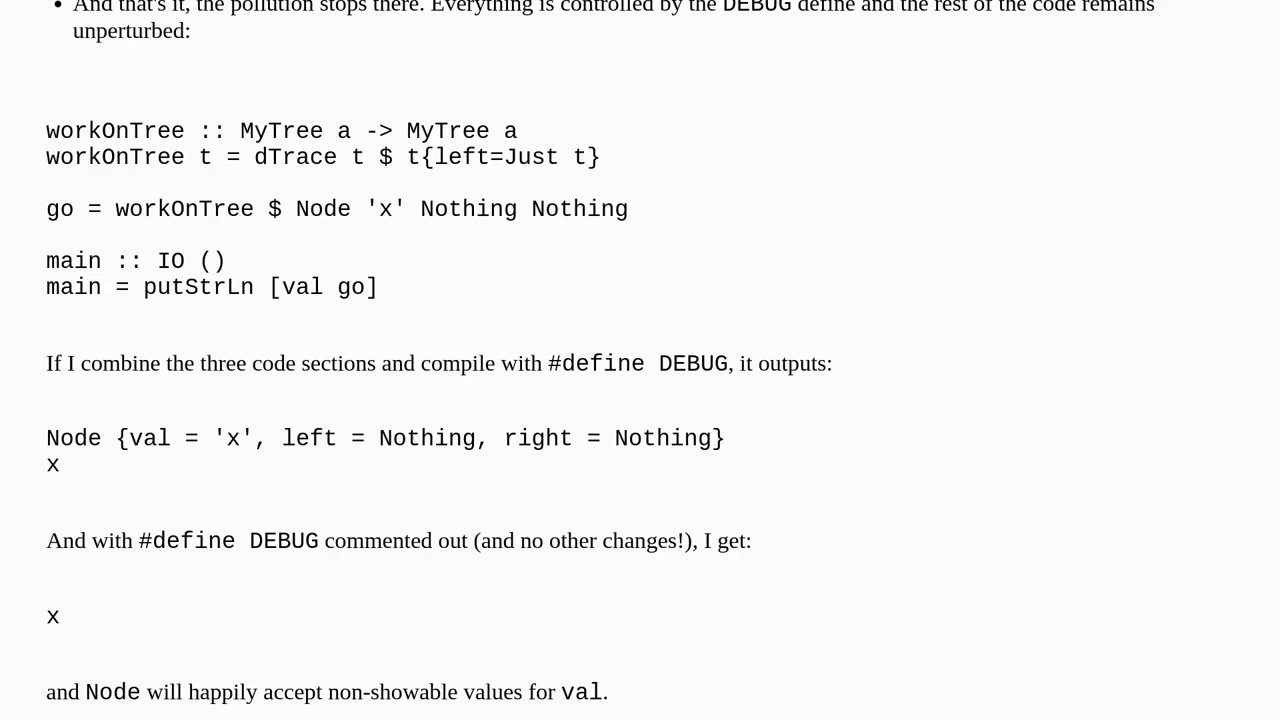 • And that's it, the pollution stops there. Everything is controlled by the DEBUG define and the rest of the code remains
unperturbed:
workOnTree :: MyTree a -> MyTree a
workOnTree t = dTrace t $ t{left=Just t}
go = workOnTree $ Node 'x' Nothing Nothing
main :: IO ()
main = putStrLn [val go]
If I combine the three code sections and compile with #define DEBUG, it outputs:
Node {val = 'x', left = Nothing, right = Nothing}
x
And with #define DEBUG commented out (and no other changes!), I get:
x
and Node will happily accept non-showable values for val.